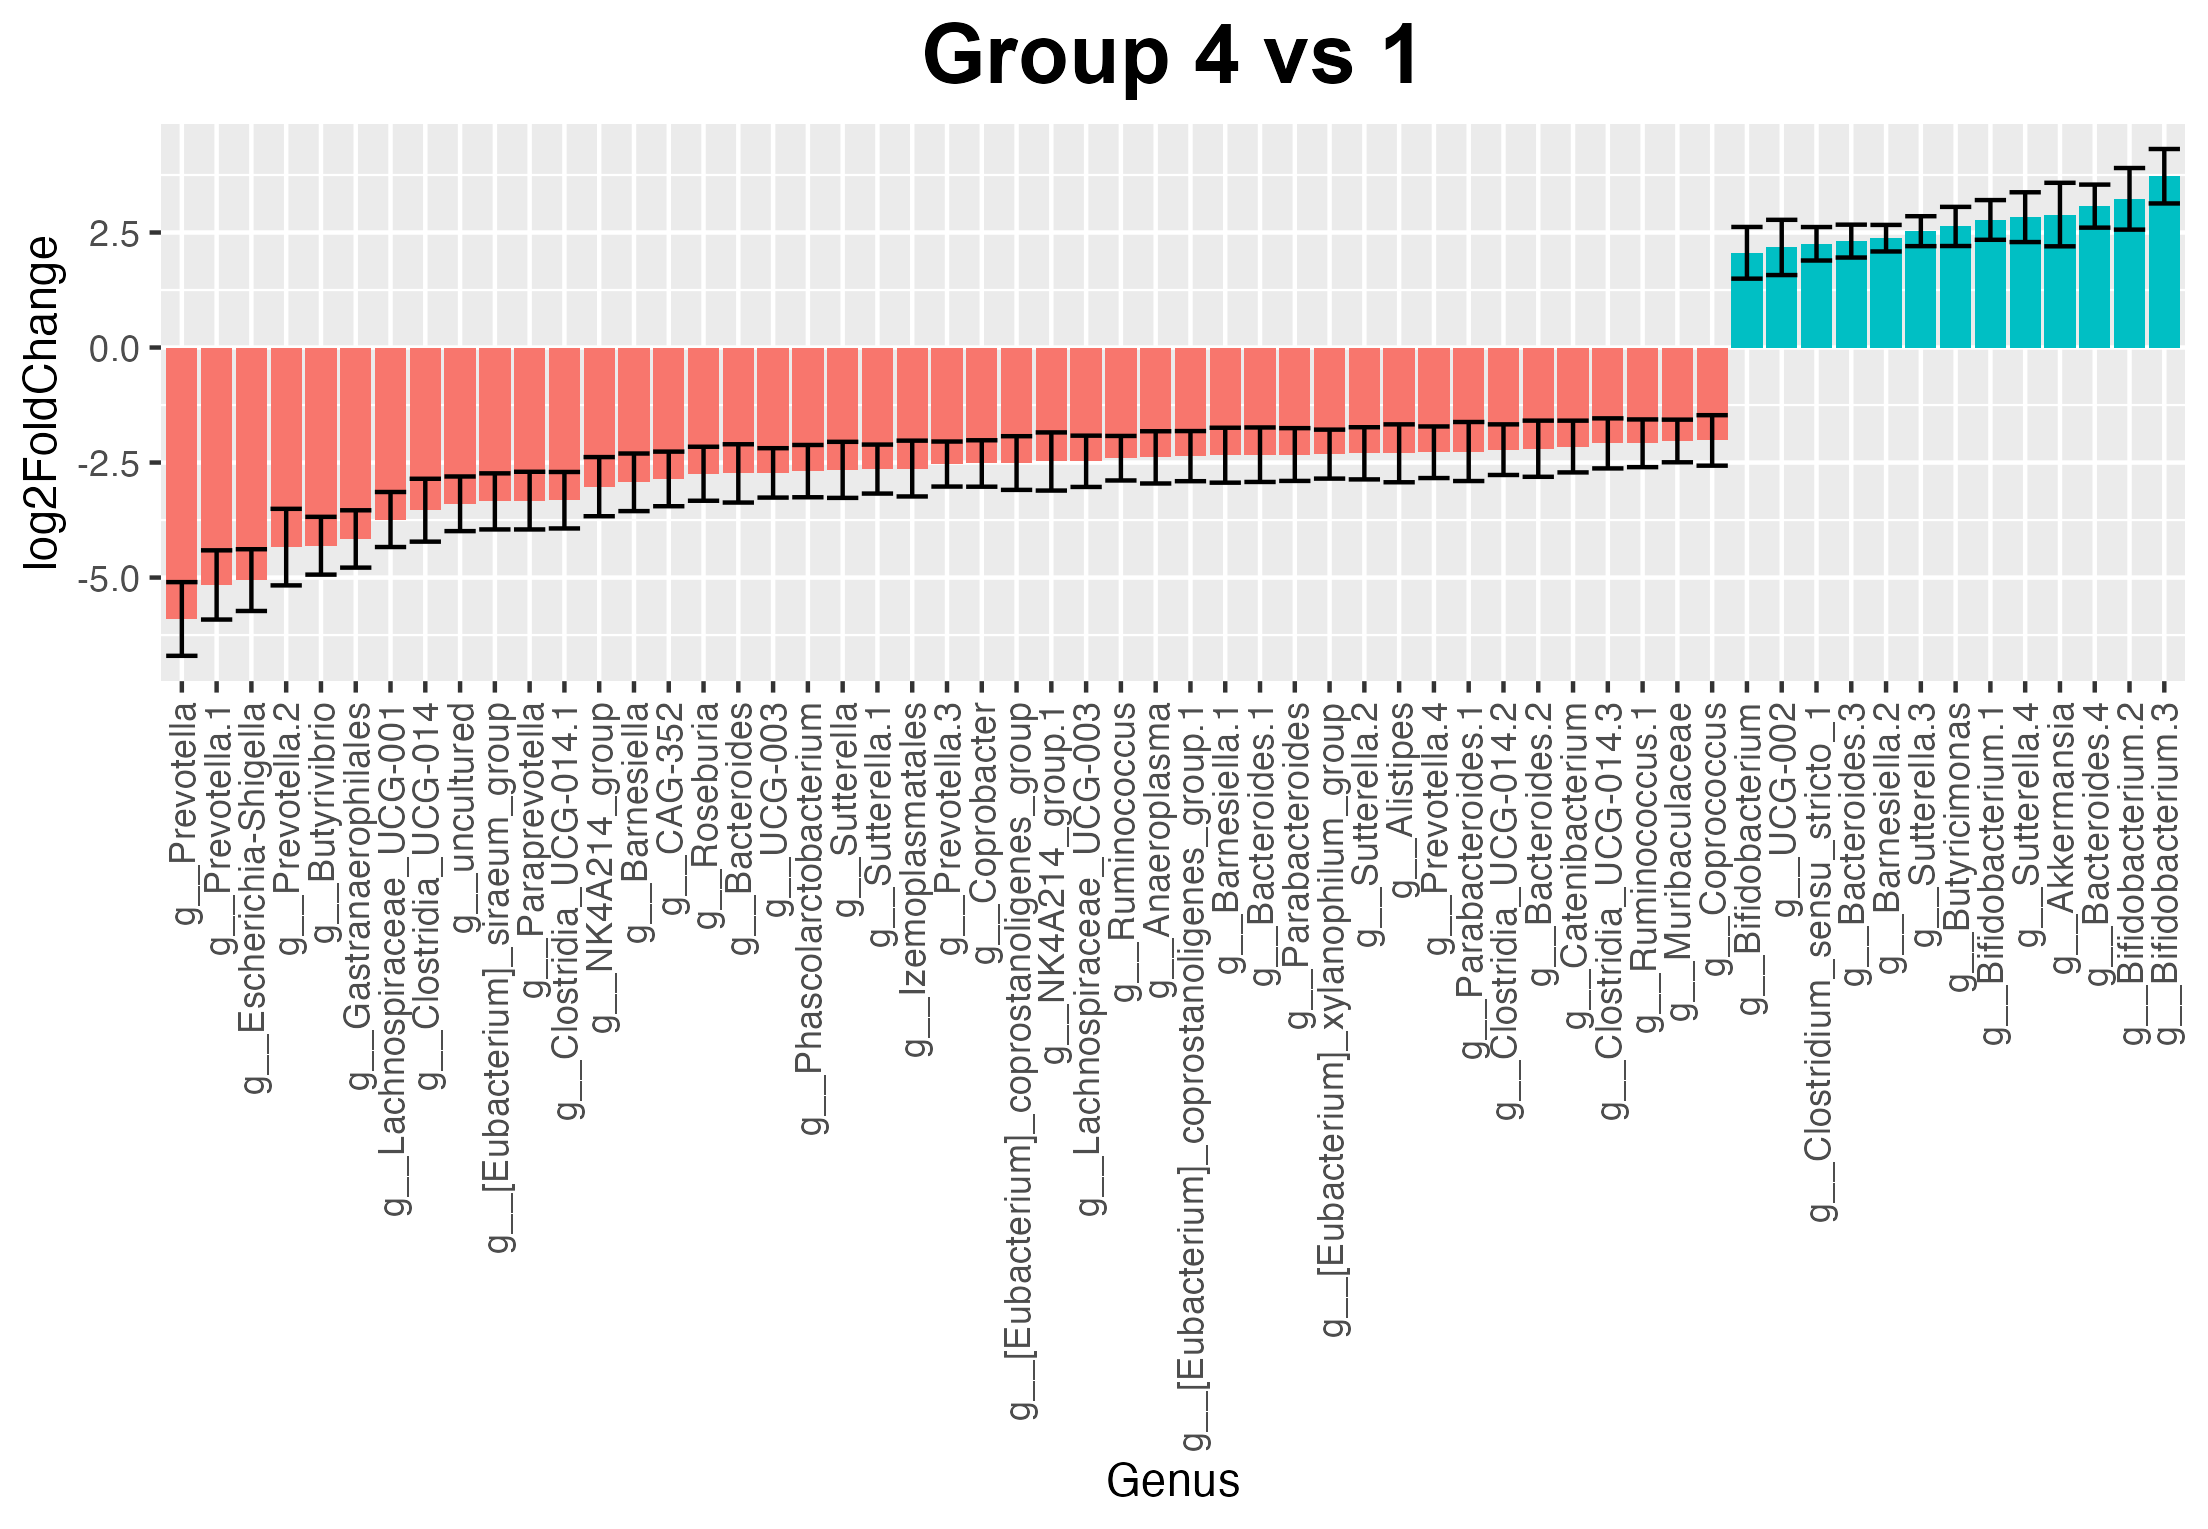 Group 4 vs 1
log2FoldChange
2.5
0.0
-2.5
-5.0
g__Prevotella
g__Prevotella.1
g__Escherichia-Shigella
g__Prevotella.2
g__Butyrivibrio
g__Gastranaerophilales
g__Lachnospiraceae_UCG-001
g__Clostridia_UCG-014
g__uncultured
g__[Eubacterium]_siraeum_group
g__Paraprevotella
g__Clostridia_UCG-014.1
g__NK4A214_group
g__Barnesiella
g__CAG-352
g__Roseburia
g__Bacteroides
g__UCG-003
g__Phascolarctobacterium
g__Sutterella
g__Sutterella.1
g__Izemoplasmatales
g__Prevotella.3
g__Coprobacter
g__[Eubacterium]_coprostanoligenes_group
g__NK4A214_group.1
g__Lachnospiraceae_UCG-003
g__Ruminococcus
g__Anaeroplasma
g__[Eubacterium]_coprostanoligenes_group.1
g__Barnesiella.1
g__Bacteroides.1
g__Parabacteroides
g__[Eubacterium]_xylanophilum_group
g__Sutterella.2
g__Alistipes
g__Prevotella.4
g__Parabacteroides.1
g__Clostridia_UCG-014.2
g__Bacteroides.2
g__Catenibacterium
g__Clostridia_UCG-014.3
g__Ruminococcus.1
g__Muribaculaceae
g__Coprococcus
g__Bifidobacterium
g__UCG-002
g__Clostridium_sensu_stricto_1
g__Bacteroides.3
g__Barnesiella.2
g__Sutterella.3
g__Butyricimonas
g__Bifidobacterium.1
g__Sutterella.4
g__Akkermansia
g__Bacteroides.4
g__Bifidobacterium.2
g__Bifidobacterium.3
Genus